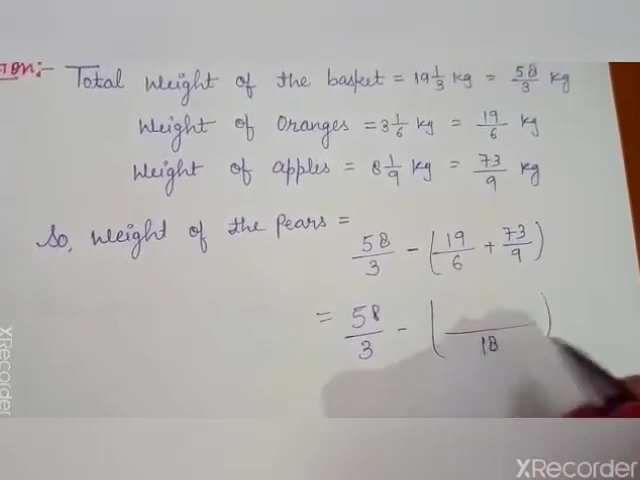 ion:- Total weight of the basket = 19 1/3 kg = 58/3 kg
Weight of oranges = 3 1/6 kg = 19/6 kg
Weight of apples = 8 1/9 kg = 73/9 kg
So, weight of the pears = 58/3 - (19/6 + 73/9)
= 58/3 - ( /18)
XRecorder
XRecorder